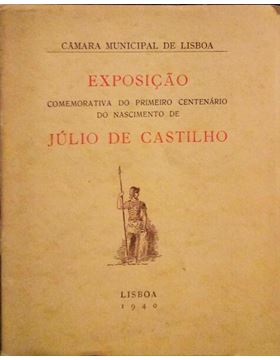 CÂMARA MUNICIPAL DE LISBOA
EXPOSIÇÃO
COMEMORATIVA DO PRIMEIRO CENTENÁRIO
DO NASCIMENTO DE
JÚLIO DE CASTILHO
LISBOA
1940